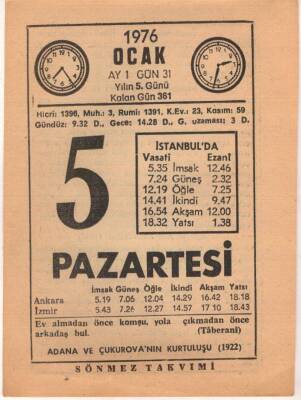 1976
OCAK
AY 1 GÜN 31
Yılın 5. Günü
Kalan Gün 361
Hicri: 1396, Muh.: 3, Rumi: 1391, K.Ev.: 23, Kasım: 59
Gündüz: 9.32 D., Gece: 14.28 D., G. uzaması: 3 D.
5
İSTANBUL'DA
Vasati Ezanî
5.35 İmsak 12.46
7.24 Güneş 2.32
12.19 Öğle 7.25
14.41 İkindi 9.47
16.54 Akşam 12.00
18.32 Yatsı 1.38
PAZARTESİ
İmsak Güneş Öğle İkindi Akşam Yatsı
Ankara 5.19 7.06 12.04 14.29 16.42 18.18
İzmir 5.43 7.26 12.27 14.57 17.10 18.43
Ev almadan önce komşu, yola çıkmadan önce
arkadaş bul. (Tâberani)
ADANA VE ÇUKUROVA'NIN KURTULUŞU (1922)
SÖNMEZ TAKVİMİ